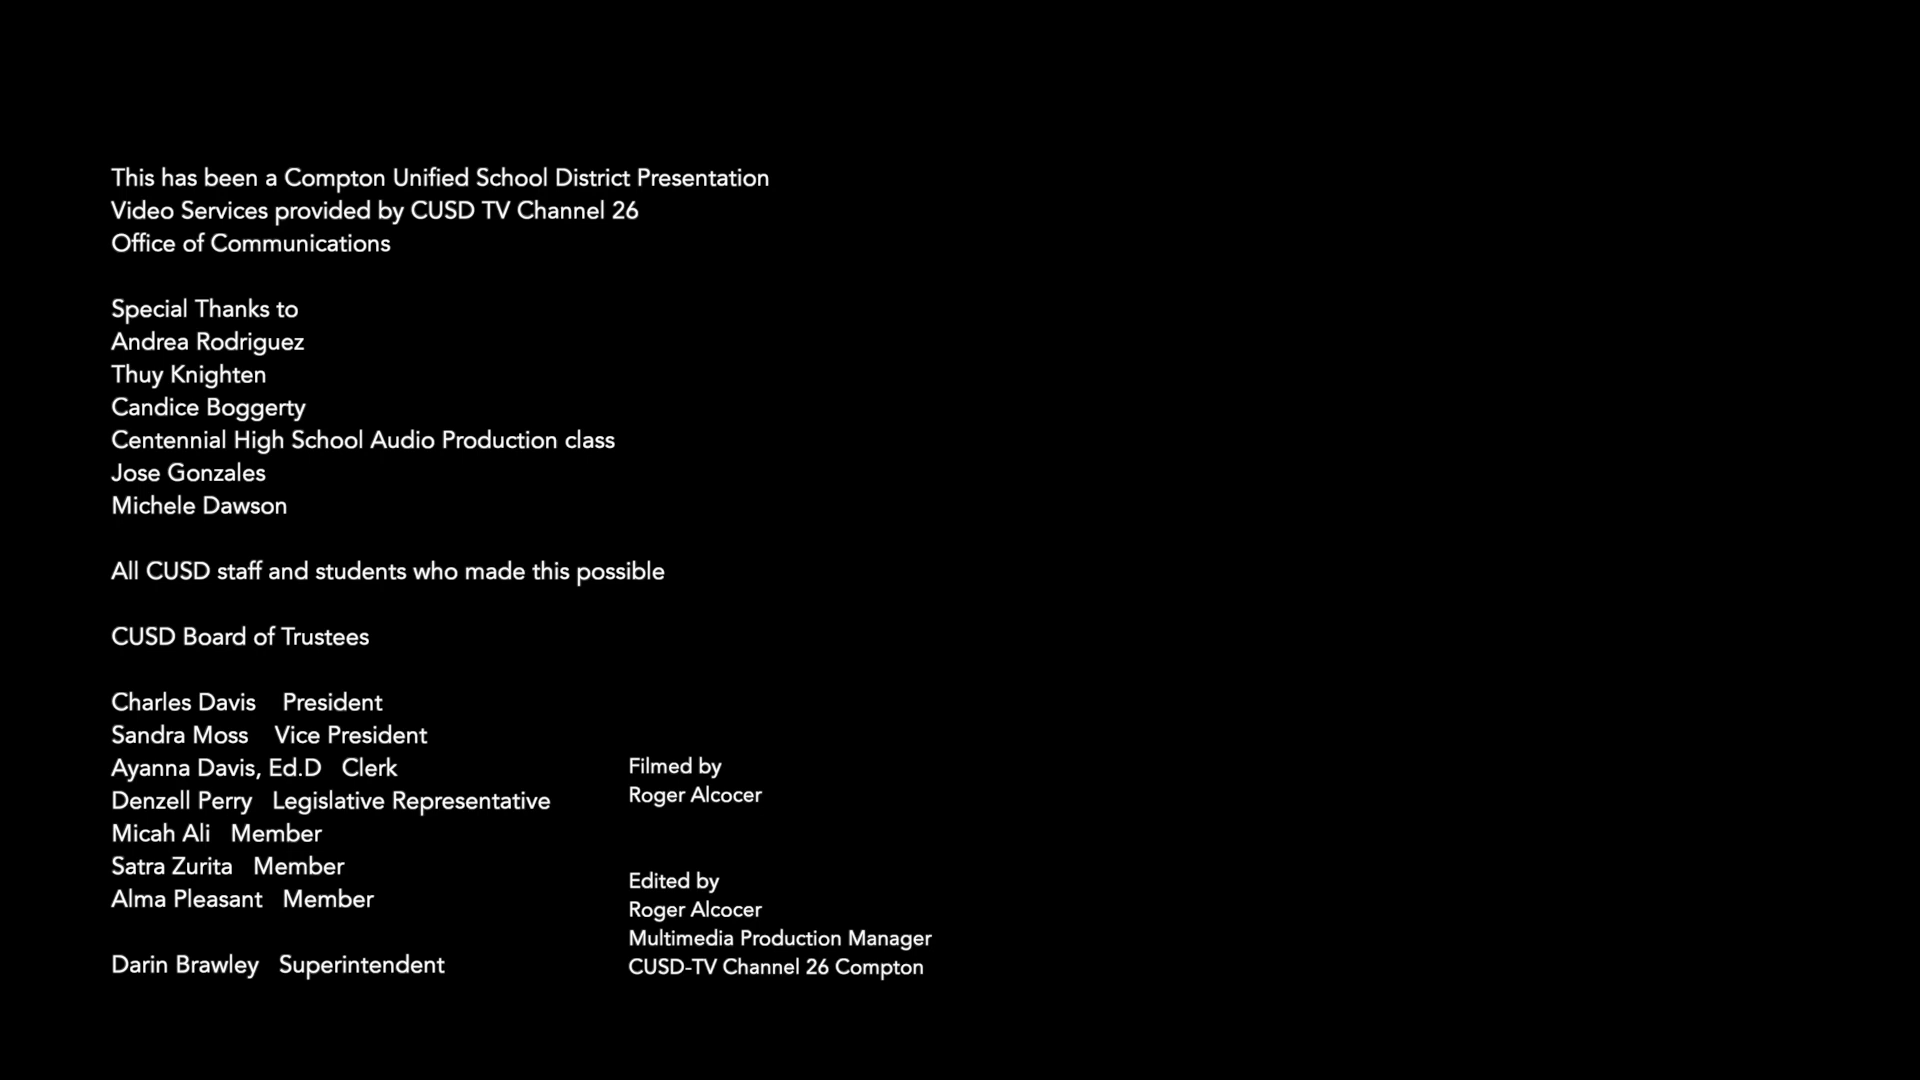 This has been a Compton Unified School District Presentation
Video Services provided by CUSD TV Channel 26
Office of Communications
Special Thanks to
Andrea Rodriguez
Thuy Knighten
Candice Boggerty
Centennial High School Audio Production class
Jose Gonzales
Michele Dawson
All CUSD staff and students who made this possible
CUSD Board of Trustees
Charles Davis President
Sandra Moss Vice President
Ayanna Davis, Ed.D Clerk
Denzell Perry Legislative Representative
Micah Ali Member
Satra Zurita Member
Alma Pleasant Member
Darin Brawley Superintendent
Filmed by
Roger Alcocer
Edited by
Roger Alcocer
Multimedia Production Manager
CUSD-TV Channel 26 Compton